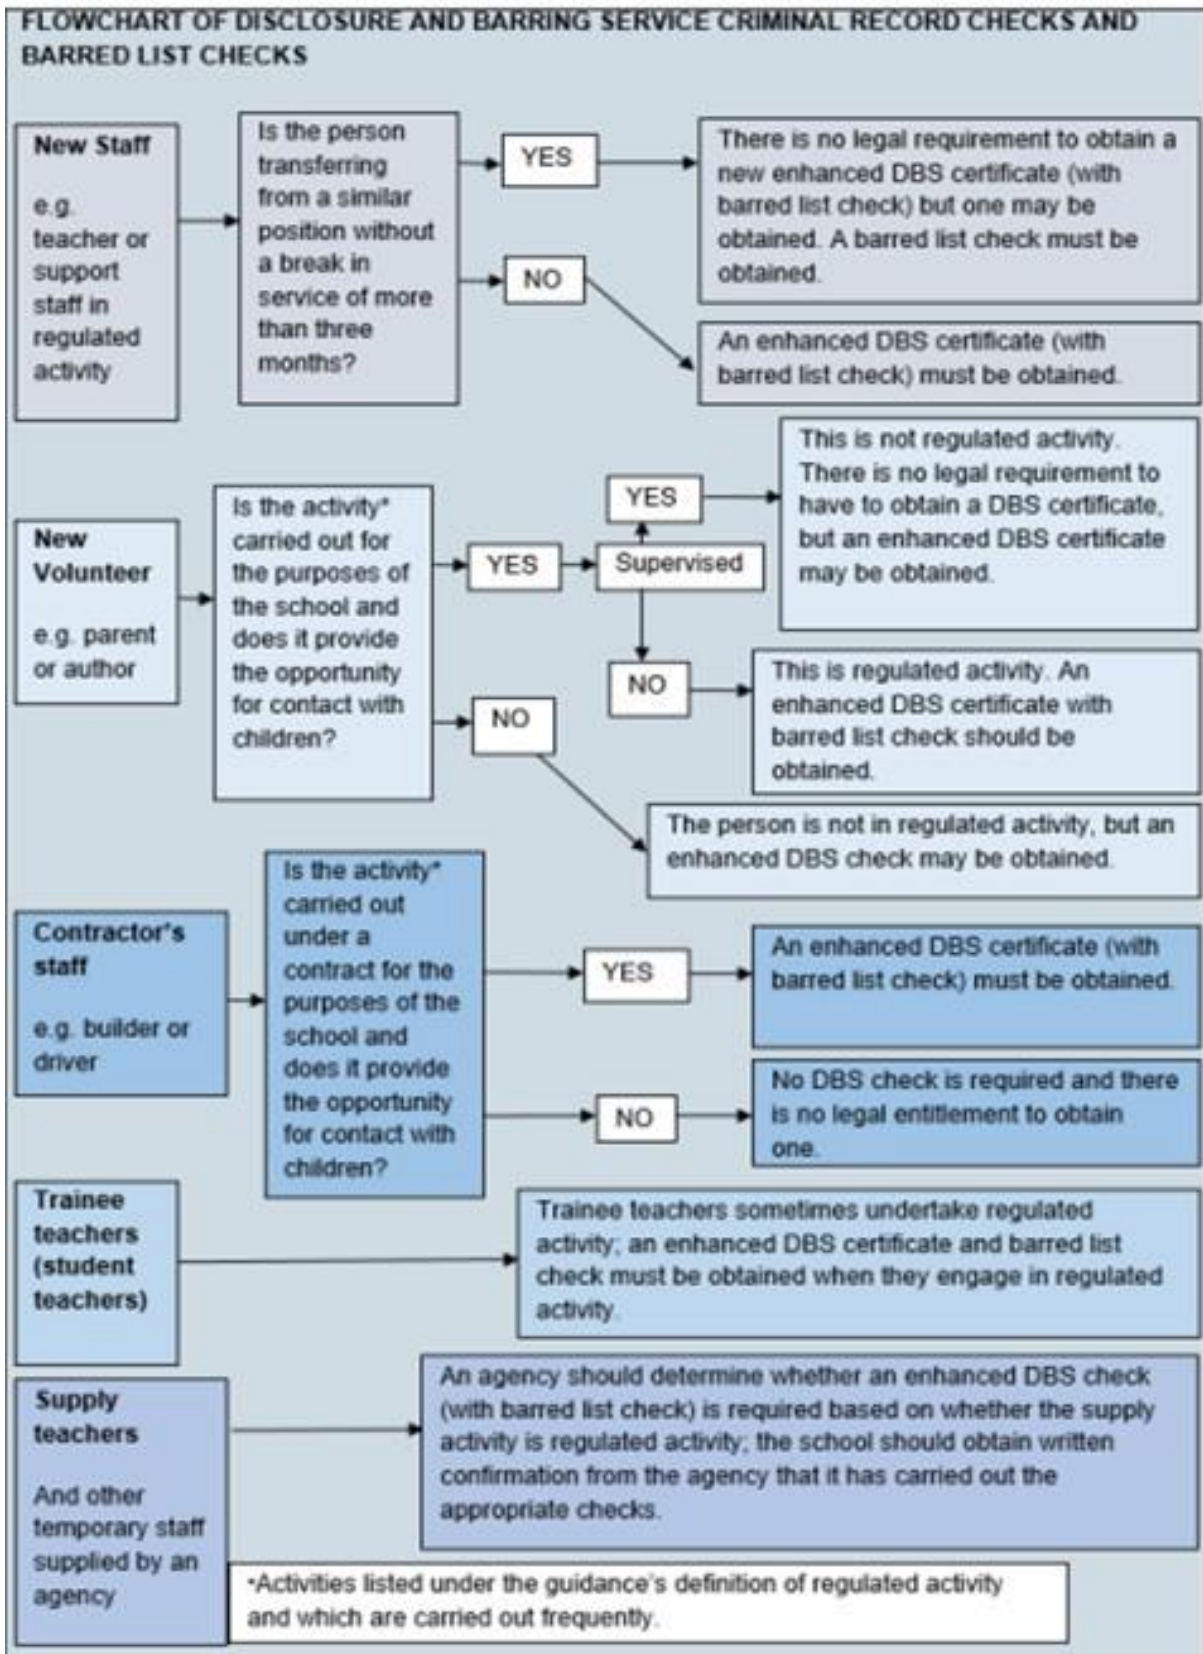 FLOWCHART OF DISCLOSURE AND BARRING SERVICE CRIMINAL RECORD CHECKS AND
BARRED LIST CHECKS
New Staff
e.g.
teacher or
support
staff in
regulated
activity
Is the person
transferring
from a similar
position without
a break in
service of more
than three
months?
YES
There is no legal requirement to obtain a
new enhanced DBS certificate (with
barred list check) but one may be
obtained. A barred list check must be
obtained.
NO
An enhanced DBS certificate (with
barred list check) must be obtained.
New
Volunteer
e.g. parent
or author
Is the activity*
carried out for
the purposes of
the school and
does it provide
the opportunity
for contact with
children?
YES
Supervised
YES
This is not regulated activity.
There is no legal requirement to
have to obtain a DBS certificate,
but an enhanced DBS certificate
may be obtained.
NO
This is regulated activity. An
enhanced DBS certificate with
barred list check should be
obtained.
NO
The person is not in regulated activity, but an
enhanced DBS check may be obtained.
Contractor's
staff
e.g. builder or
driver
Is the activity*
carried out
under a
contract for the
purposes of the
school and
does it provide
the opportunity
for contact with
children?
YES
An enhanced DBS certificate (with
barred list check) must be obtained.
NO
No DBS check is required and there
is no legal entitlement to obtain
one.
Trainee
teachers
(student
teachers)
Trainee teachers sometimes undertake regulated
activity; an enhanced DBS certificate and barred list
check must be obtained when they engage in regulated
activity.
Supply
teachers
And other
temporary staff
supplied by an
agency
An agency should determine whether an enhanced DBS check
(with barred list check) is required based on whether the supply
activity is regulated activity; the school should obtain written
confirmation from the agency that it has carried out the
appropriate checks.
*Activities listed under the guidance's definition of regulated activity
and which are carried out frequently.